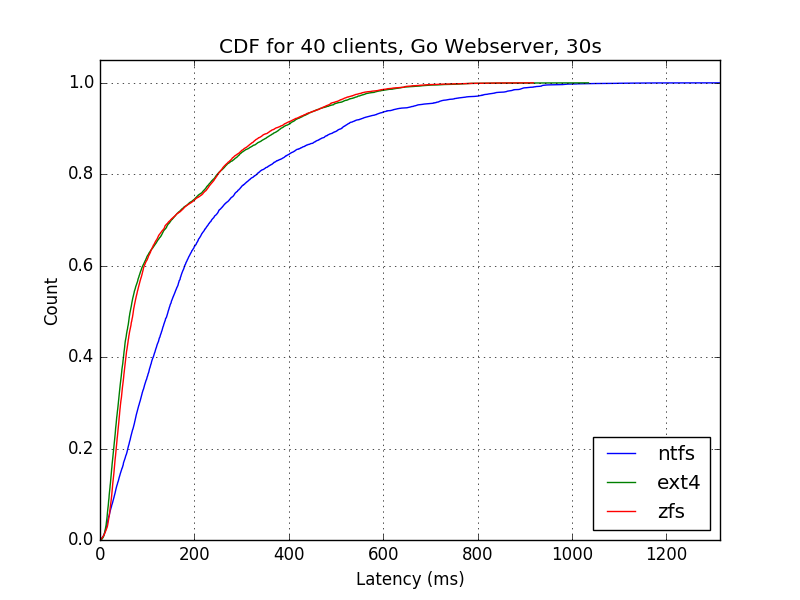 CDF for 40 clients, Go Webserver, 30s
1.0
0.8
0.6
0.4
0.2
0.0
Count
0 200 400 600 800 1000 1200
Latency (ms)
ntfs
ext4
zfs